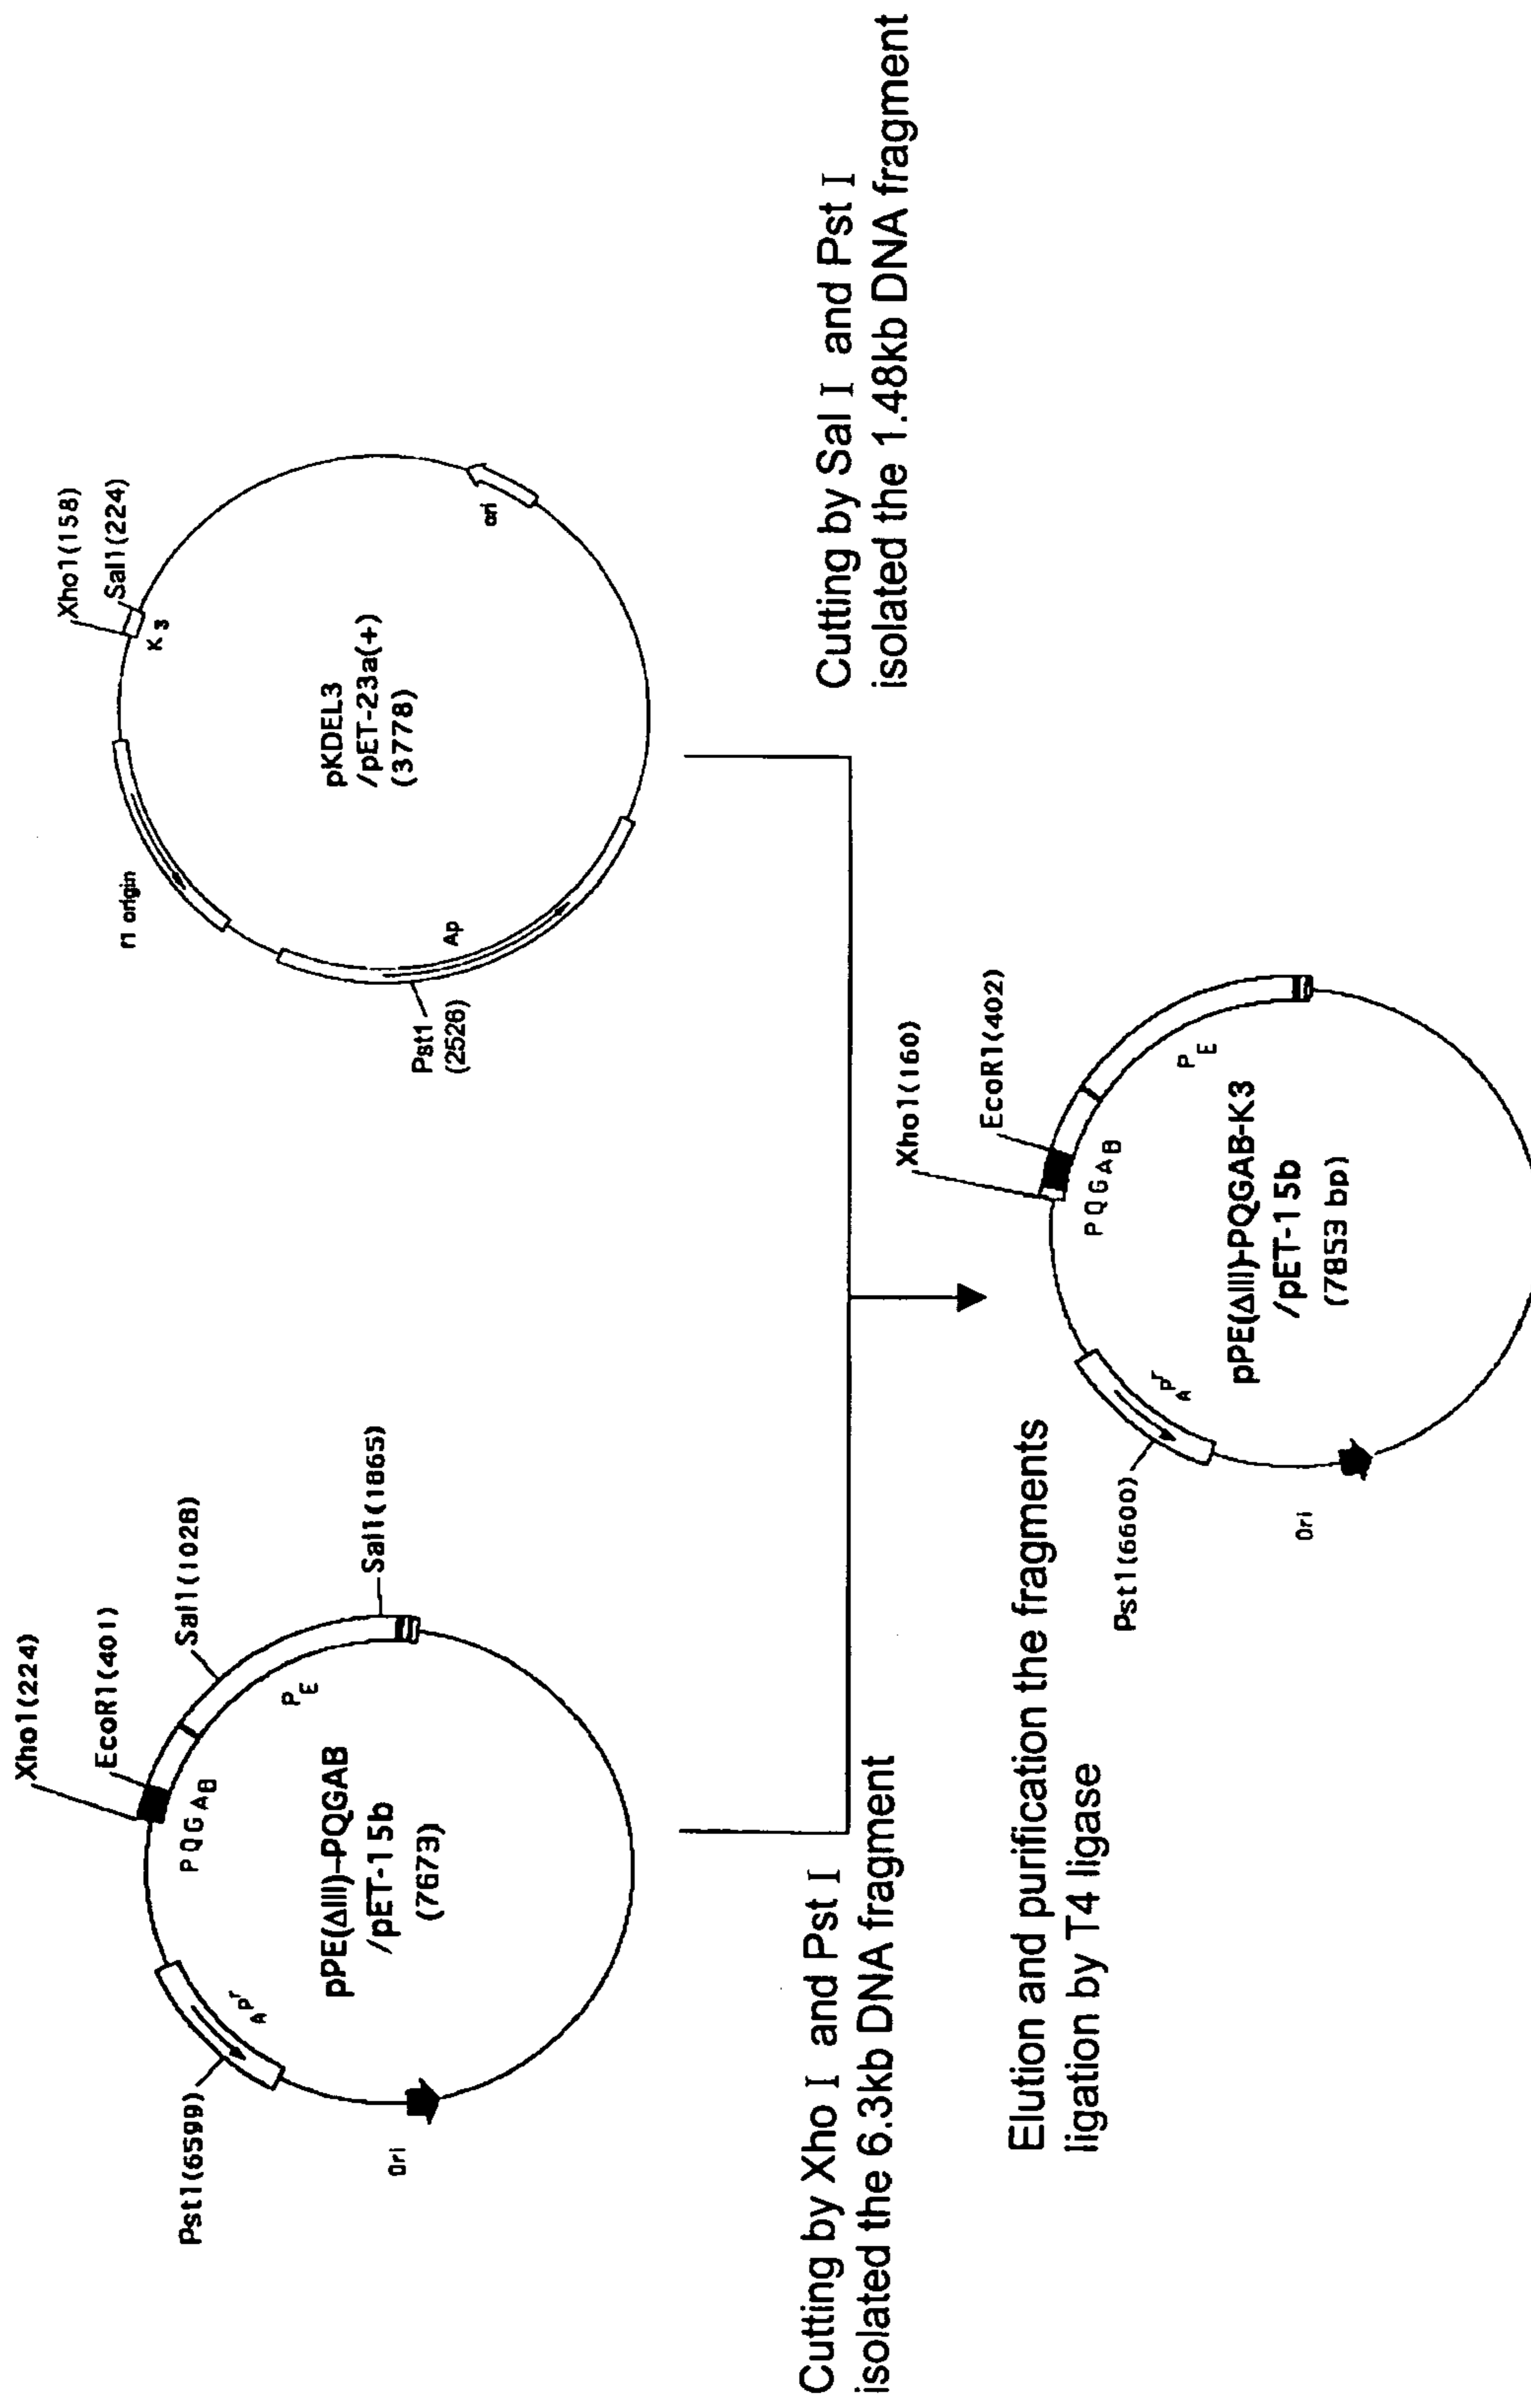 Xho1(224)
EcoR1(401)
Sal1(1028)
Sal1(1865)
Pst1(6599)
PQGAB
PE
Apr
Ori
pPE(ΔIII)-PQGAB
/pET-15b
(7673)
Xho1(158)
Sal1(224)
K3
f1 origin
Ap
Pst1
(2526)
ori
pKDEL3
/pET-23a(+)
(3778)
Cutting by Xho I and Pst I
isolated the 6.3kb DNA fragment
Cutting by Sal I and Pst I
isolated the 1.48kb DNA fragment
Elution and purification the fragments
ligation by T4 ligase
Xho1(160)
EcoR1(402)
PQGAB
PE
Apr
Pst1(6600)
Ori
pPE(ΔIII)-PQGAB-K3
/pET-15b
(7853 bp)